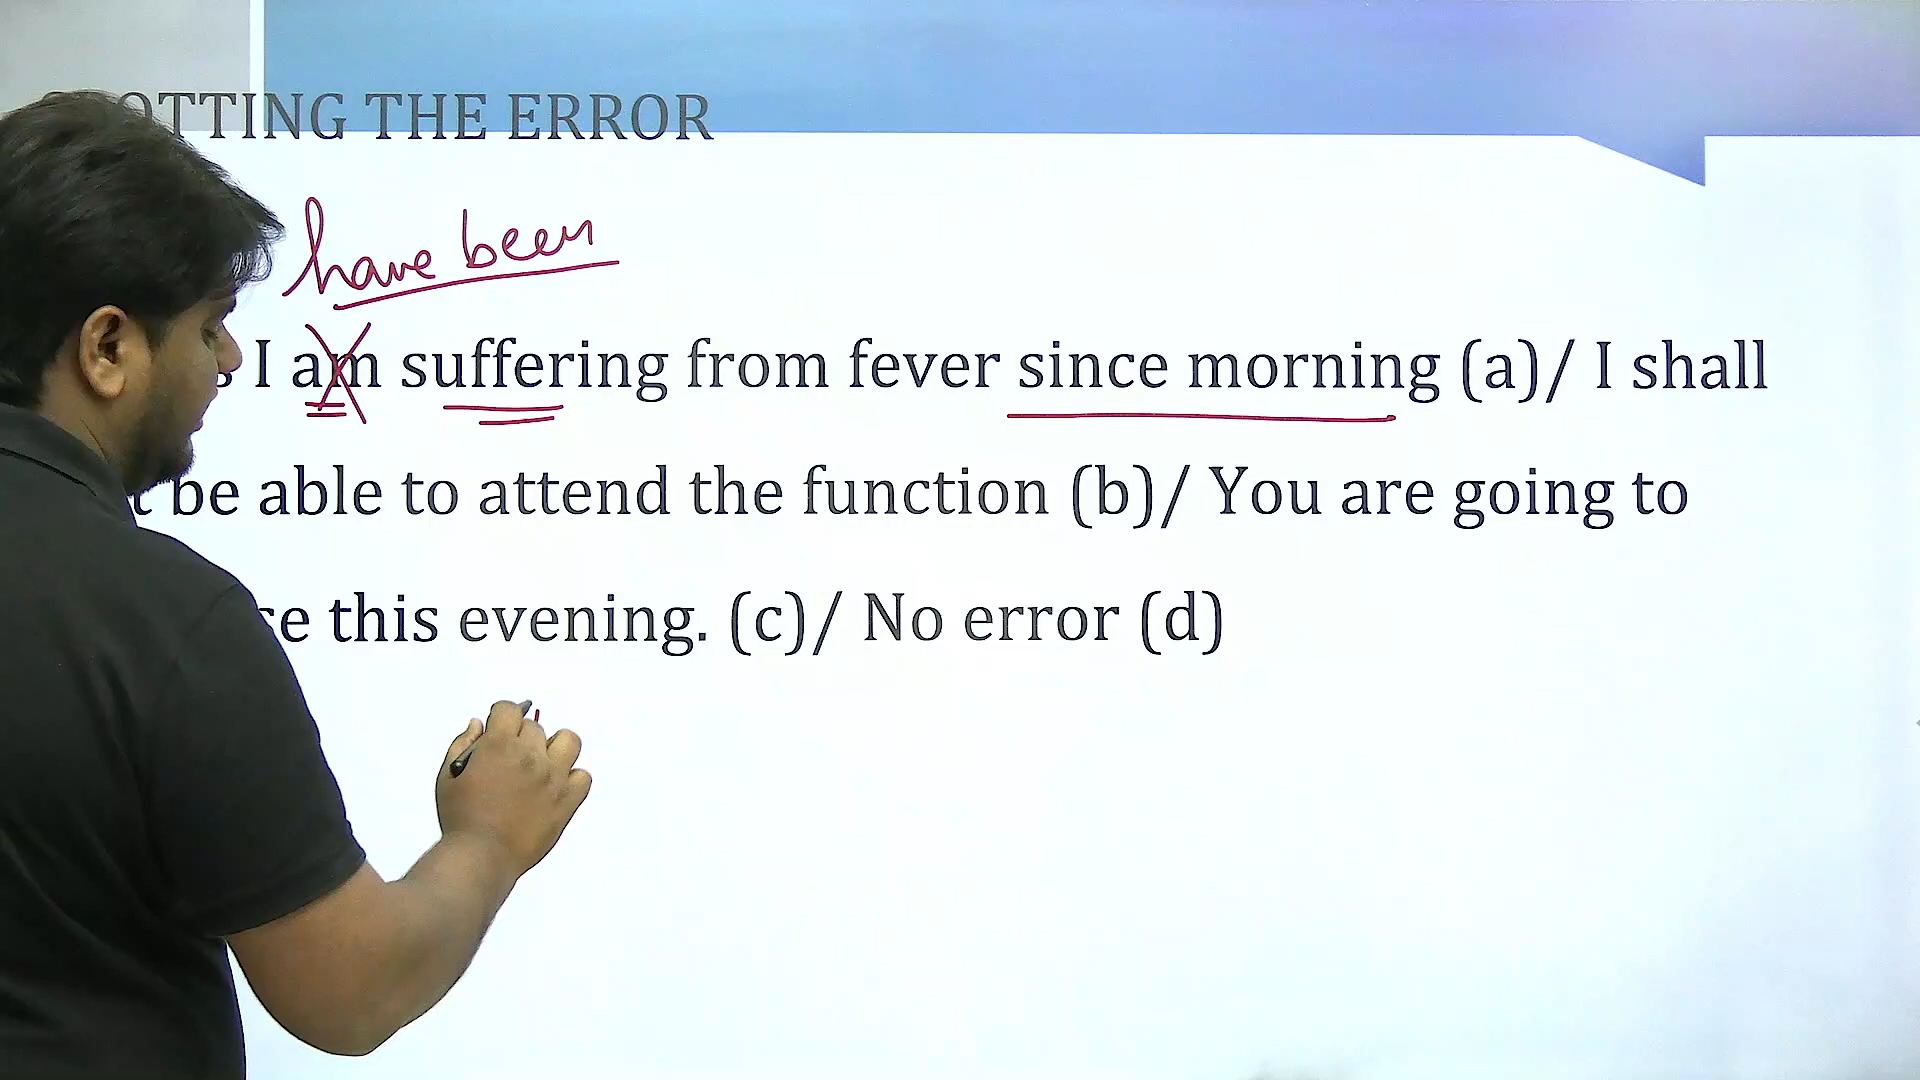 SPOTTING THE ERROR
have been
I am suffering from fever since morning (a)/ I shall
be able to attend the function (b)/ You are going to
this evening. (c)/ No error (d)